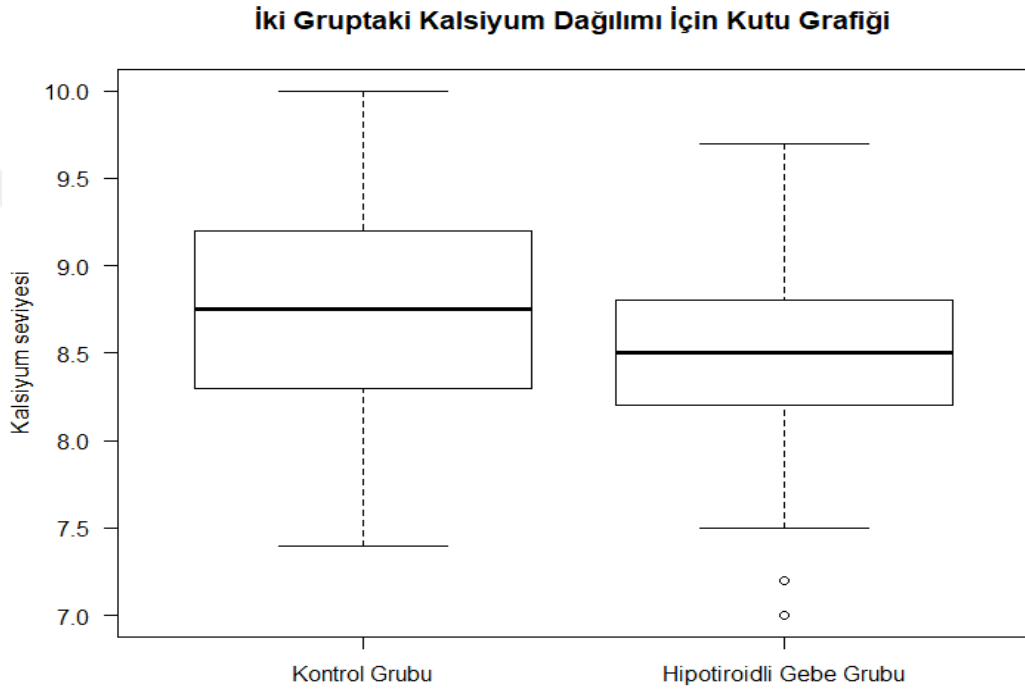 İki Gruptaki Kalsiyum Dağılımı İçin Kutu Grafiği
Kalsiyum seviyesi
10.0
9.5
9.0
8.5
8.0
7.5
7.0
Kontrol Grubu
Hipotiroidli Gebe Grubu